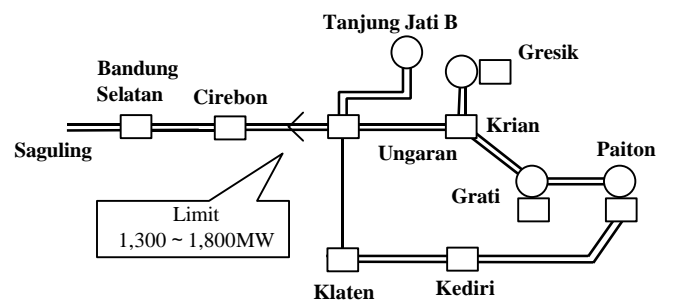 Tanjung Jati B
Gresik
Bandung
Selatan
Cirebon
Krian
Ungaran
Paiton
Saguling
Grati
Limit
1,300 ~ 1,800MW
Klaten
Kediri